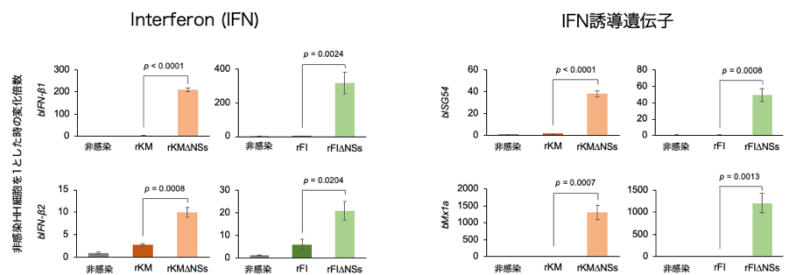 Interferon (IFN)
IFN誘導遺伝子
非感染HH細胞を1とした時の変化倍数
bIFN-β1
300
200
100
0
p < 0.0001
非感染 rKM rKMΔNSs
400
200
0
p = 0.0024
非感染 rFI rFIΔNSs
bISG54
60
40
20
0
p < 0.0001
非感染 rKM rKMΔNSs
80
60
40
20
0
p = 0.0008
非感染 rFI rFIΔNSs
bIFN-β2
15
10
5
0
p = 0.0008
非感染 rKM rKMΔNSs
30
20
10
0
p = 0.0204
非感染 rFI rFIΔNSs
bMx1a
2000
1500
1000
500
0
p = 0.0007
非感染 rKM rKMΔNSs
1500
1000
500
0
p = 0.0013
非感染 rFI rFIΔNSs